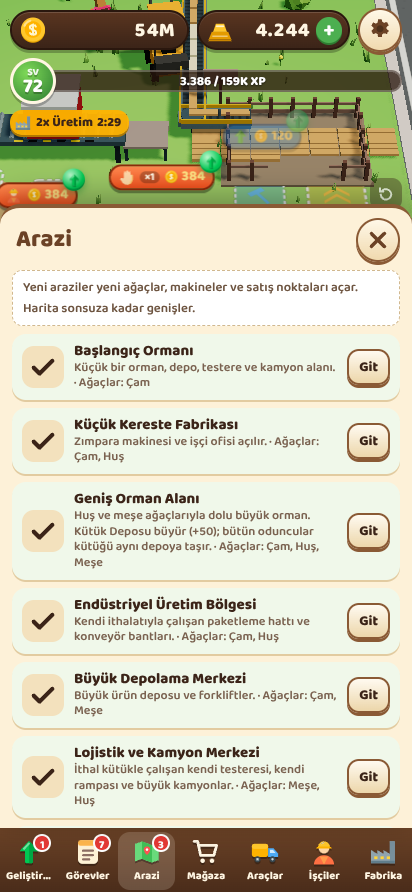 54M
4.244
SV
72
3.386 / 159K XP
2x Üretim 2:29
120
x1 384
384
Arazi
Yeni araziler yeni ağaçlar, makineler ve satış noktaları açar.
Harita sonsuza kadar genişler.
Başlangıç Ormanı
Küçük bir orman, depo, testere ve kamyon alanı.
· Ağaçlar: Çam
Git
Küçük Kereste Fabrikası
Zımpara makinesi ve işçi ofisi açılır. · Ağaçlar:
Çam, Huş
Git
Geniş Orman Alanı
Huş ve meşe ağaçlarıyla dolu büyük orman.
Kütük Deposu büyür (+50); bütün oduncular
kütüğü aynı depoya taşır. · Ağaçlar: Çam, Huş,
Meşe
Git
Endüstriyel Üretim Bölgesi
Kendi ithalatıyla çalışan paketleme hattı ve
konveyör bantları. · Ağaçlar: Çam, Huş
Git
Büyük Depolama Merkezi
Büyük ürün deposu ve forkliftler. · Ağaçlar: Çam,
Meşe
Git
Lojistik ve Kamyon Merkezi
İthal kütükle çalışan kendi testeresi, kendi
rampası ve büyük kamyonlar. · Ağaçlar: Meşe,
Huş
Git
1 7 3
Geliştir... Görevler Arazi Mağaza Araçlar İşçiler Fabrika